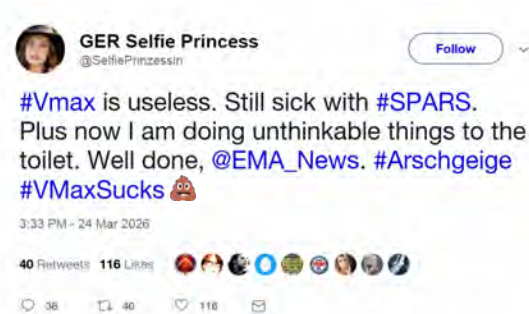 GER Selfie Princess
@SelfiePrinzessin
Follow
#Vmax is useless. Still sick with #SPARS.
Plus now I am doing unthinkable things to the
toilet. Well done, @EMA_News. #Arschgeige
#VMaxSucks 💩
3:33 PM - 24 Mar 2026
40 Retweets 116 Likes
38 40 116